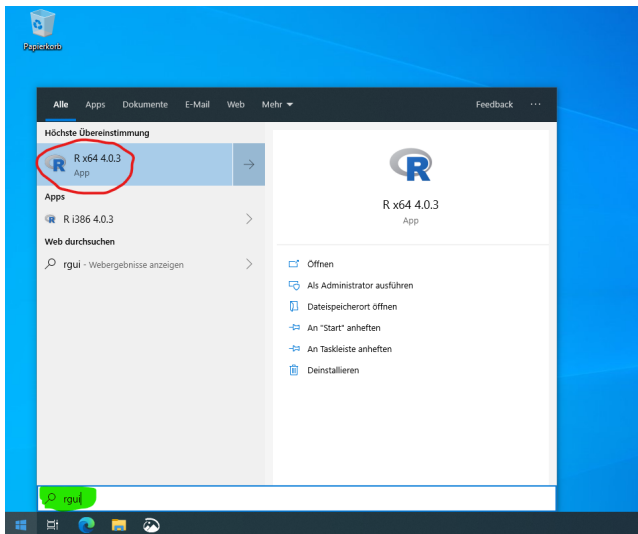 Papierkorb
Alle Apps Dokumente E-Mail Web Mehr Feedback ...
Höchste Übereinstimmung
R x64 4.0.3
App
Apps
R i386 4.0.3
Web durchsuchen
rgui - Webergebnisse anzeigen
R x64 4.0.3
App
Öffnen
Als Administrator ausführen
Dateispeicherort öffnen
An "Start" anheften
An Taskleiste anheften
Deinstallieren
rgui